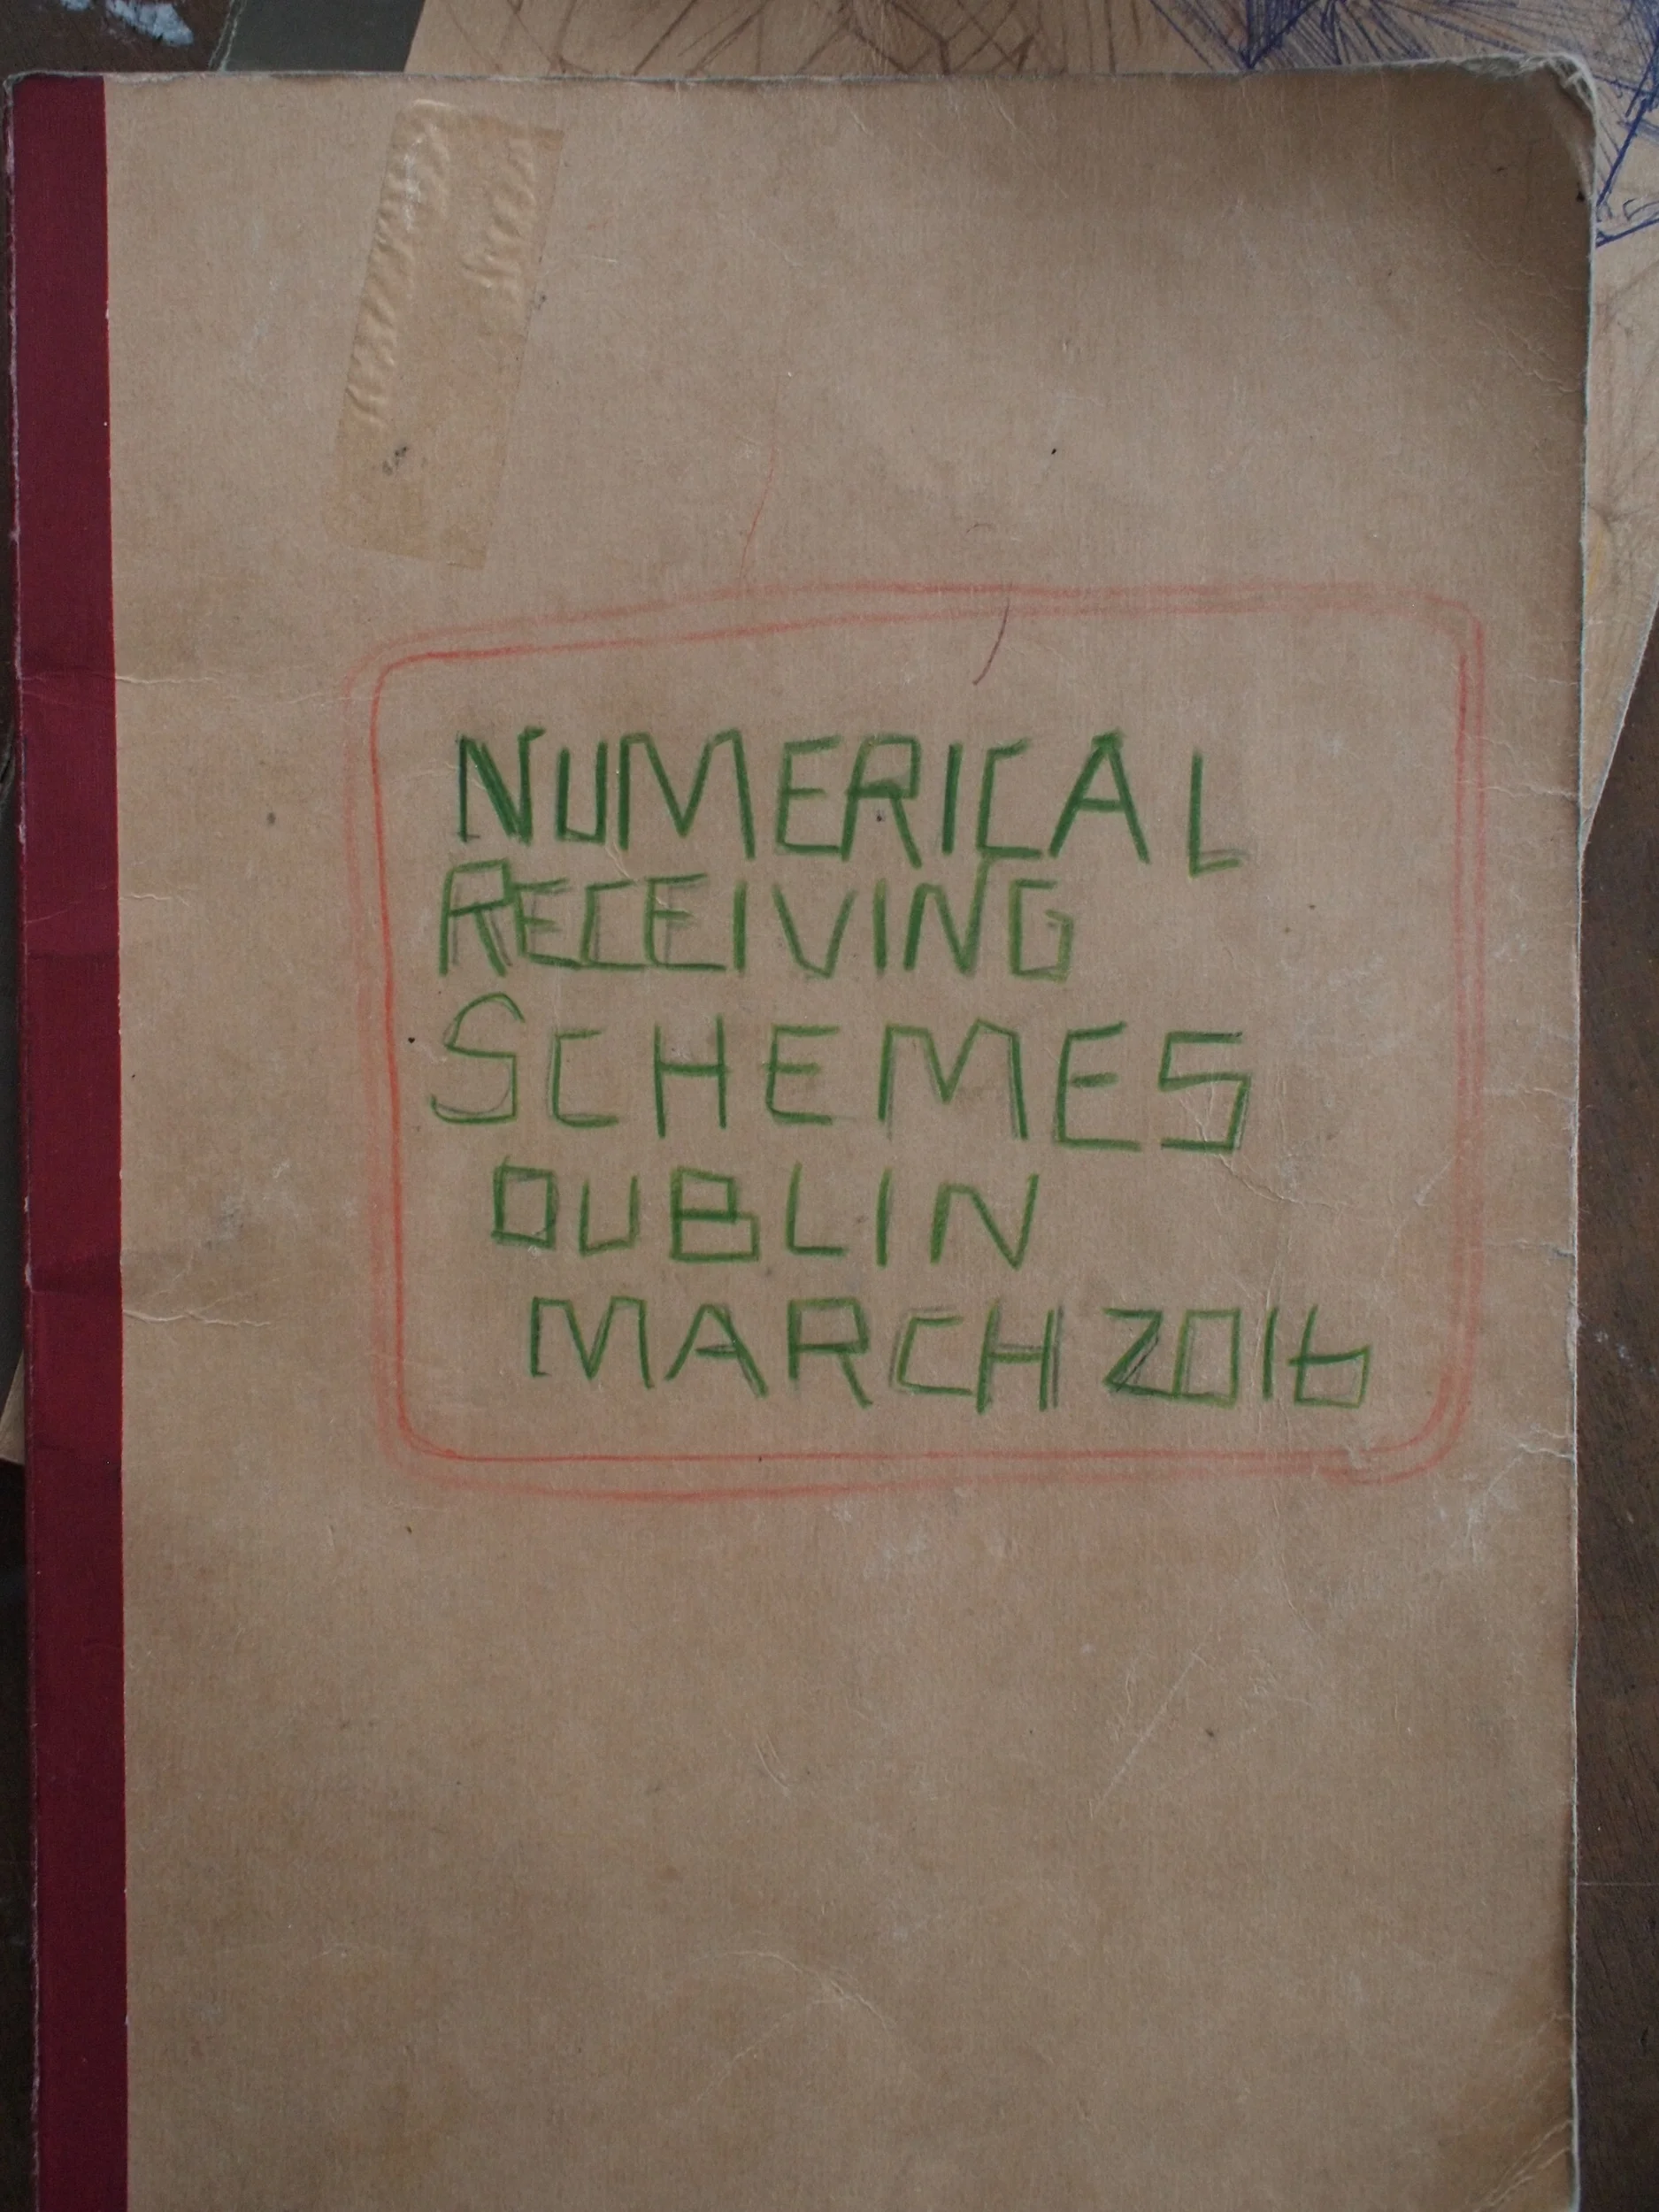 NUMERICAL
RECEIVING
SCHEMES
DUBLIN
MARCH 2016